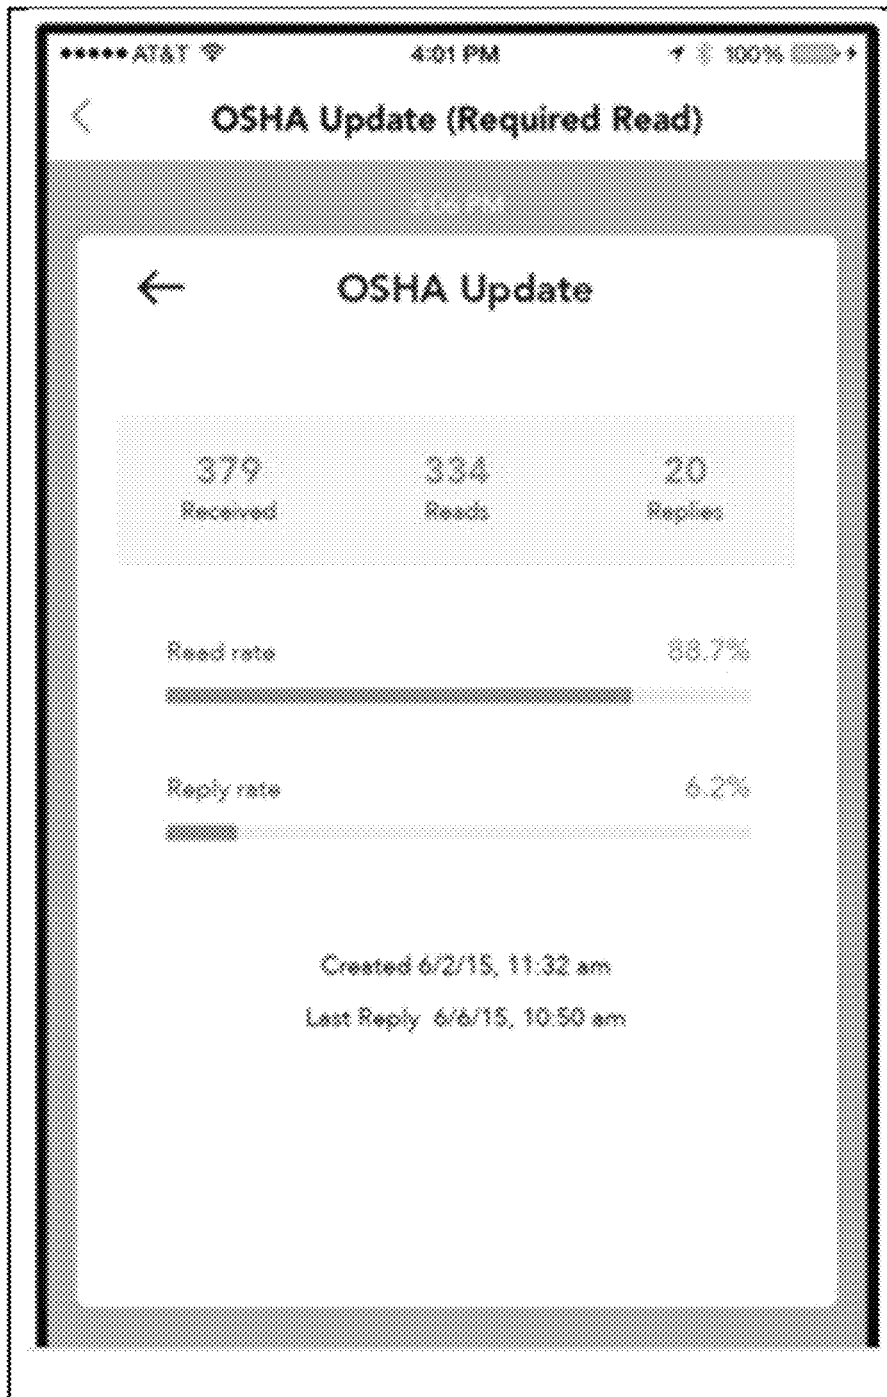 AT&T 4:01 PM 100%
OSHA Update (Required Read)
OSHA Update
379 334 20
Received Reads Replies
Read rate 88.7%
Reply rate 6.2%
Created 6/2/15, 11:32 am
Last Reply 6/6/15, 10:50 am